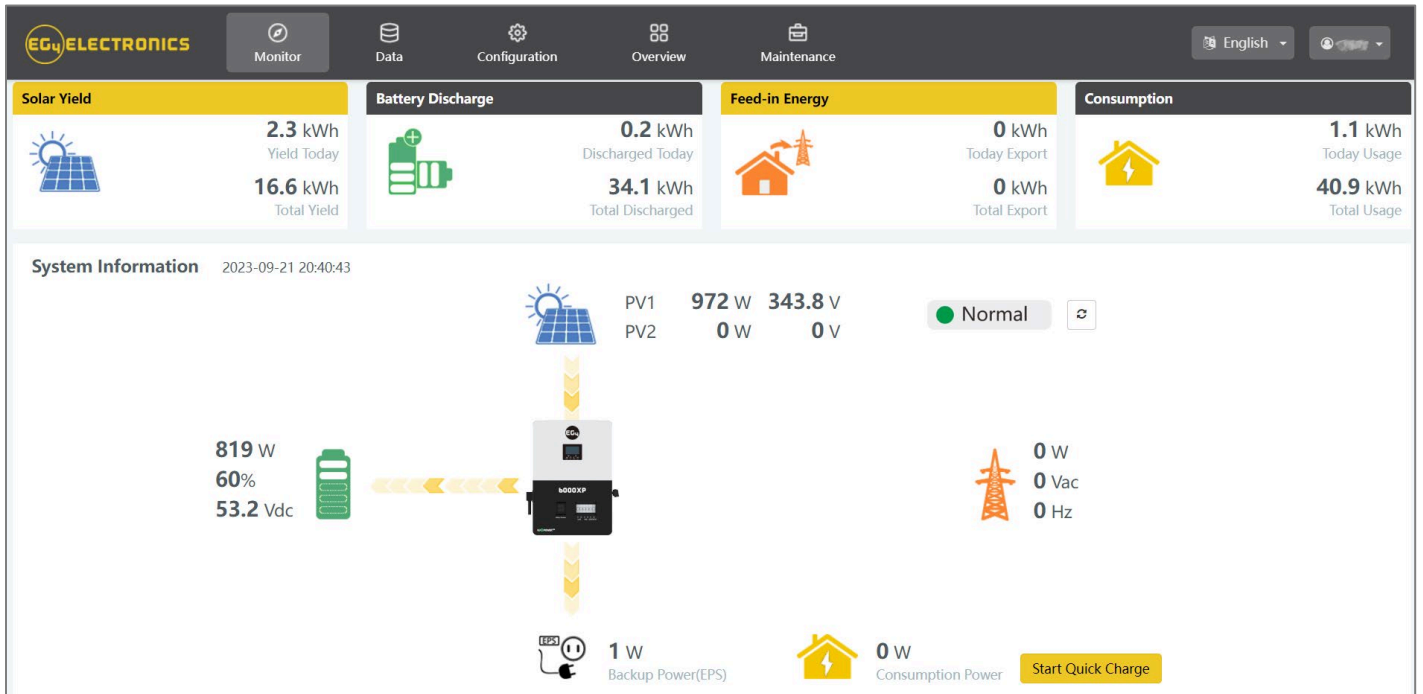 EG4 ELECTRONICS
Monitor
Data
Configuration
Overview
Maintenance
English
Solar Yield
2.3 kWh
Yield Today
16.6 kWh
Total Yield
Battery Discharge
0.2 kWh
Discharged Today
34.1 kWh
Total Discharged
Feed-in Energy
0 kWh
Today Export
0 kWh
Total Export
Consumption
1.1 kWh
Today Usage
40.9 kWh
Total Usage
System Information 2023-09-21 20:40:43
PV1 972 W 343.8 V
PV2 0 W 0 V
Normal
819 W
60%
53.2 Vdc
EG4
6000XP
0 W
0 Vac
0 Hz
EPS
1 W
Backup Power(EPS)
0 W
Consumption Power
Start Quick Charge